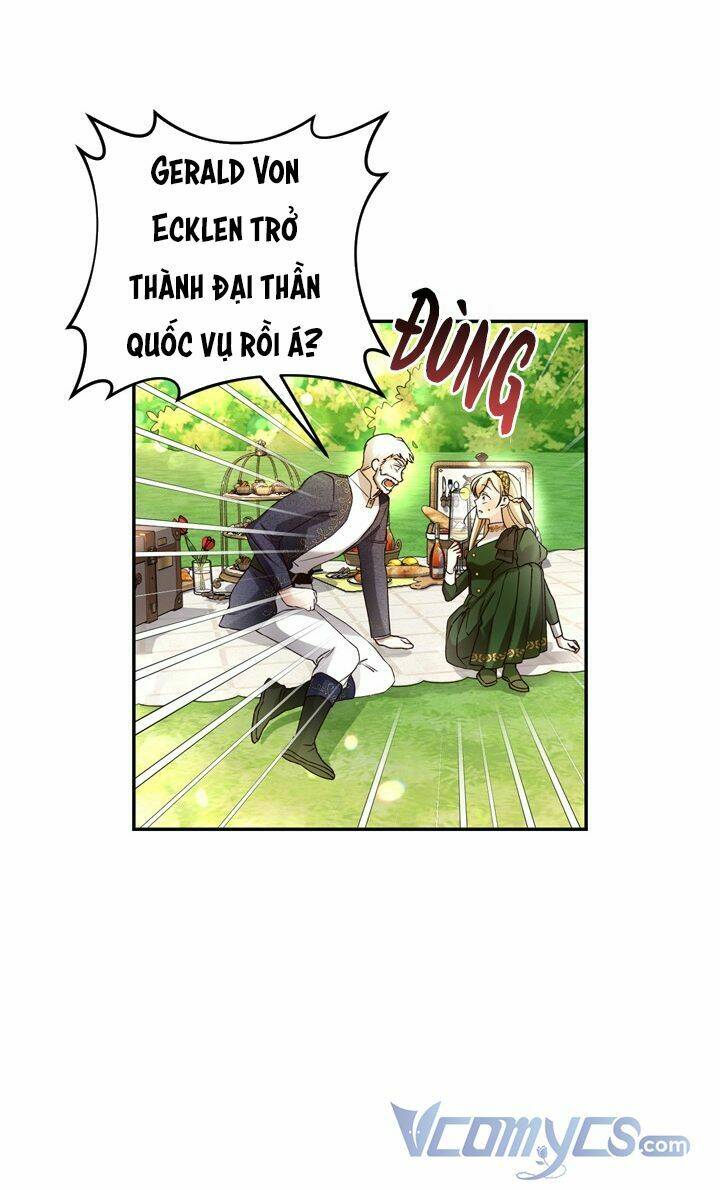 GERALD VON
ECKLEN TRỞ
THÀNH ĐẠI THẦN
QUỐC VỤ RỒI Á?
ĐÙNG
VCOMYCS.com